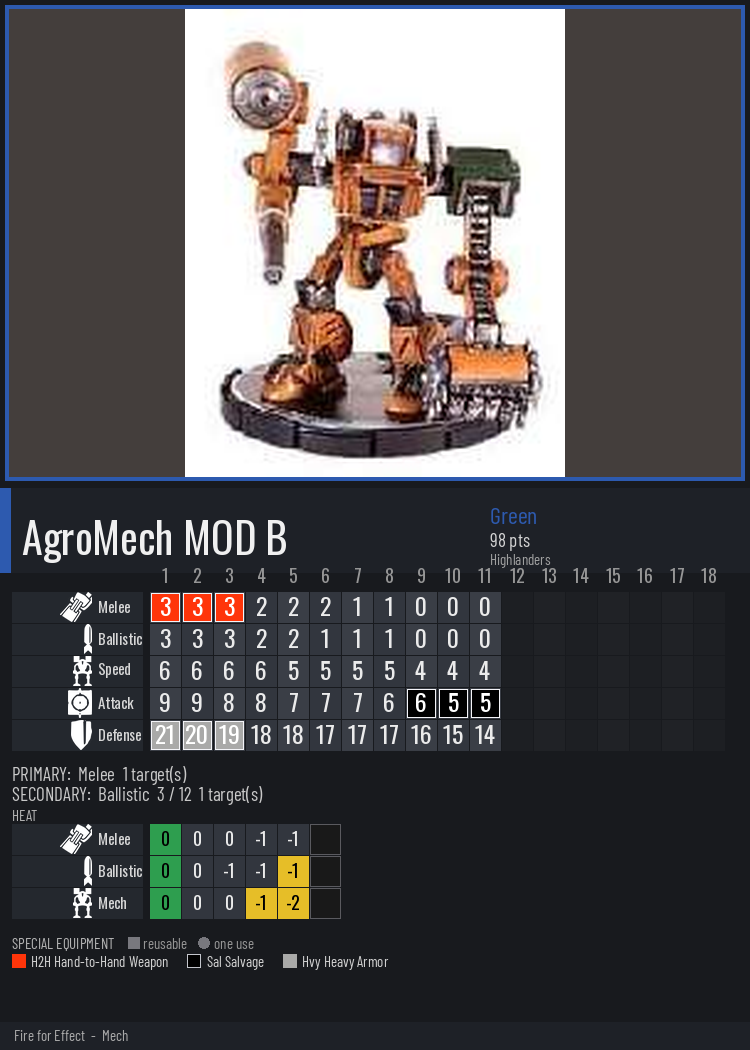 AgroMech MOD B
Green
98 pts
Highlanders
1 2 3 4 5 6 7 8 9 10 11 12 13 14 15 16 17 18
Melee 3 3 3 2 2 2 1 1 0 0 0
Ballistic 3 3 3 2 2 1 1 1 0 0 0
Speed 6 6 6 6 5 5 5 5 4 4 4
Attack 9 9 8 8 7 7 7 6 6 5 5
Defense 21 20 19 18 18 17 17 17 16 15 14
PRIMARY: Melee 1 target(s)
SECONDARY: Ballistic 3 / 12 1 target(s)
HEAT
Melee 0 0 0 -1 -1
Ballistic 0 0 -1 -1 -1
Mech 0 0 0 -1 -2
SPECIAL EQUIPMENT reusable one use
H2H Hand-to-Hand Weapon Sal Salvage Hvy Heavy Armor
Fire for Effect - Mech